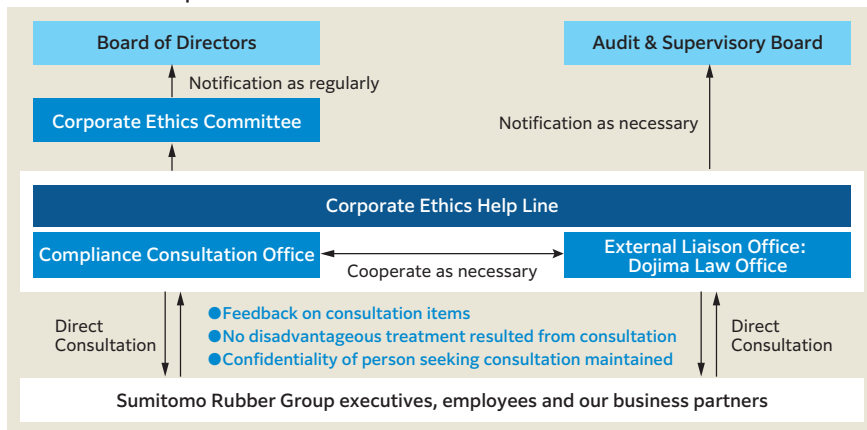 Board of Directors
Audit & Supervisory Board
Notification as regularly
Corporate Ethics Committee
Notification as necessary
Corporate Ethics Help Line
Compliance Consultation Office
External Liaison Office:
Dojima Law Office
Cooperate as necessary
Direct
Consultation
●Feedback on consultation items
●No disadvantageous treatment resulted from consultation
●Confidentiality of person seeking consultation maintained
Direct
Consultation
Sumitomo Rubber Group executives, employees and our business partners